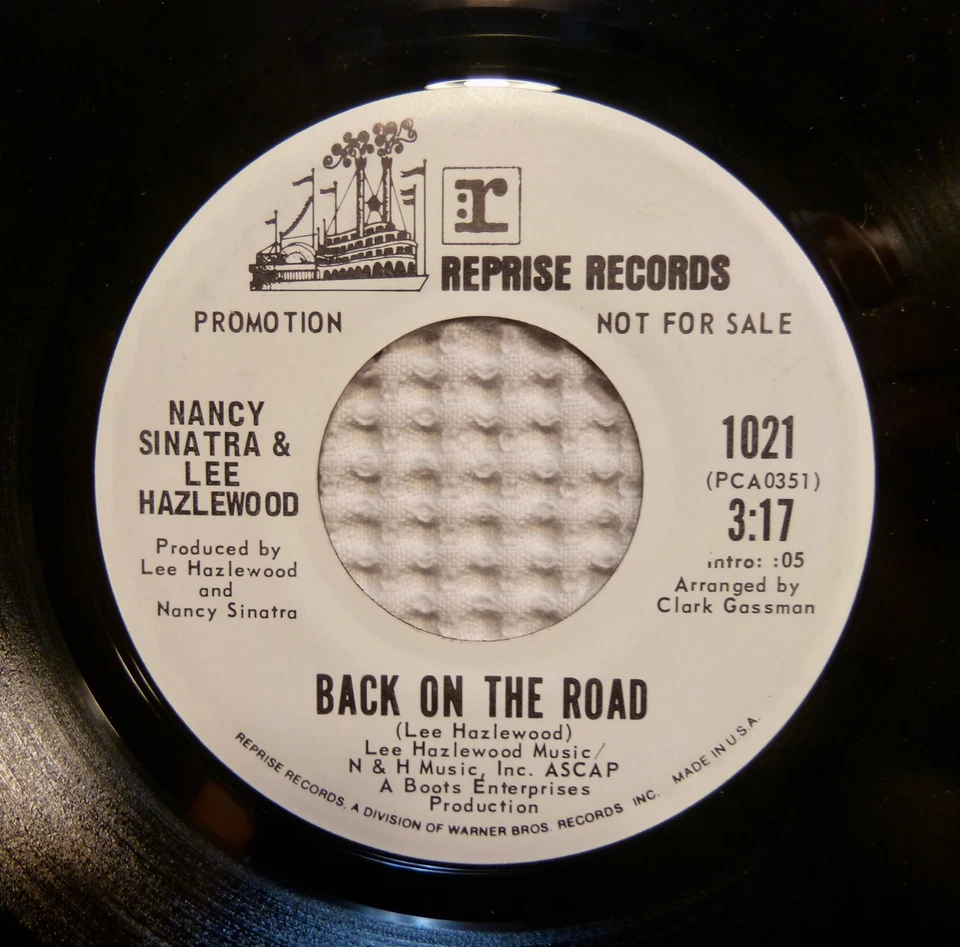 r
REPRISE RECORDS
PROMOTION
NOT FOR SALE
NANCY
SINATRA &
LEE
HAZLEWOOD
Produced by
Lee Hazlewood
and
Nancy Sinatra
1021
(PCA0351)
3:17
intro: :05
Arranged by
Clark Gassman
BACK ON THE ROAD
(Lee Hazlewood)
Lee Hazlewood Music/
N & H Music, Inc. ASCAP
A Boots Enterprises
Production
REPRISE RECORDS, A DIVISION OF WARNER BROS. RECORDS INC. MADE IN U.S.A.